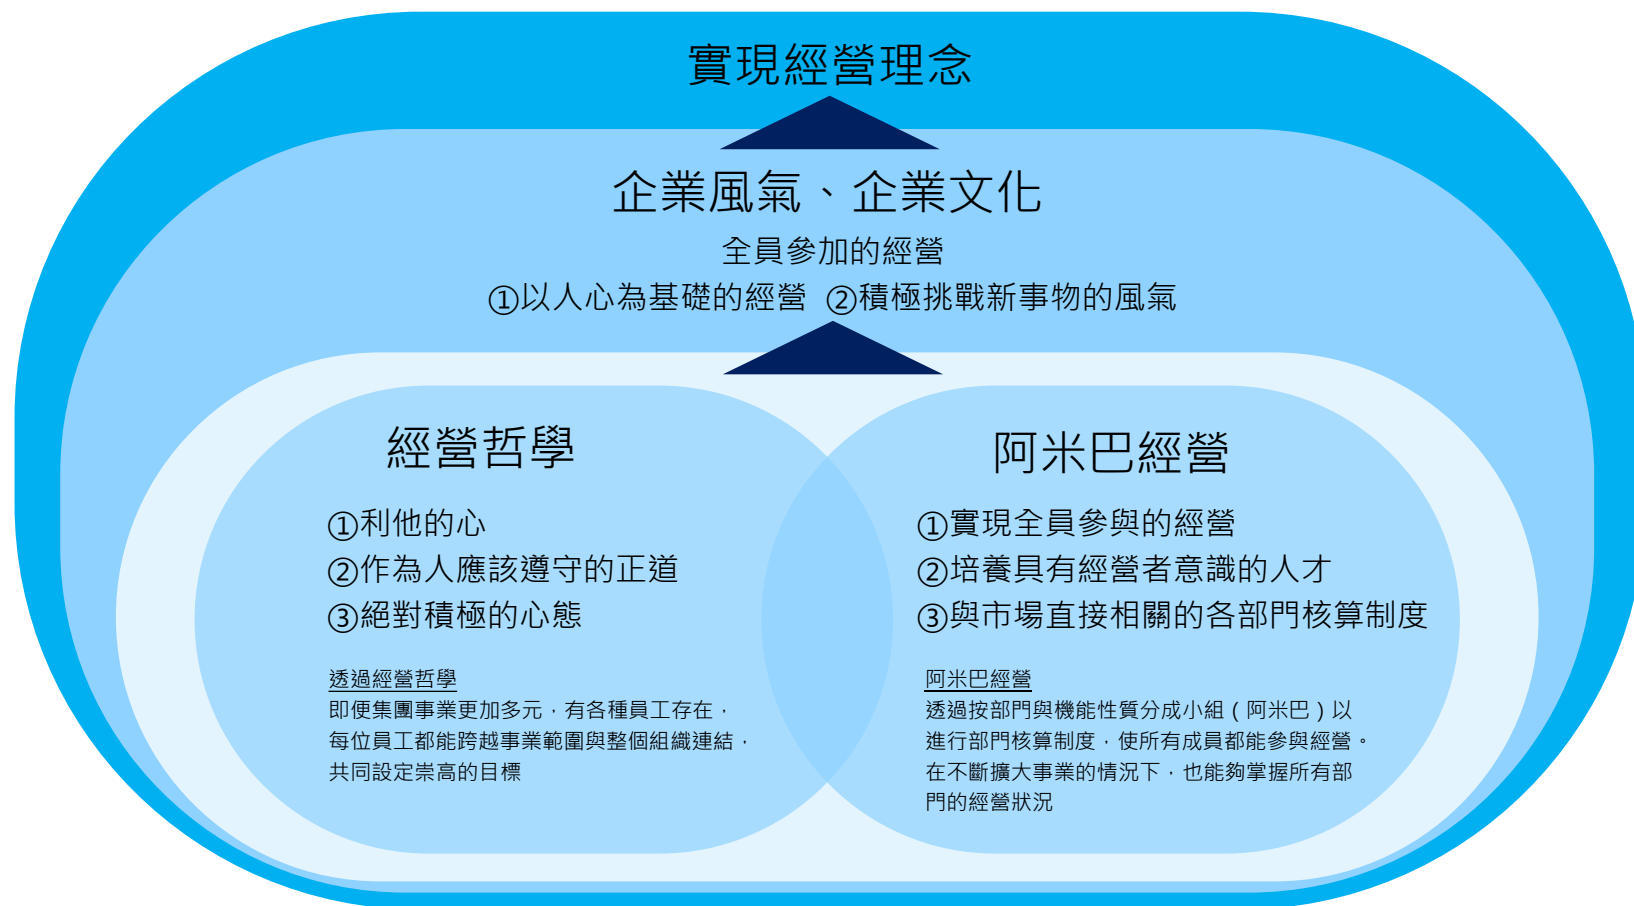 實現經營理念
企業風氣、企業文化
全員參加的經營
①以人心為基礎的經營 ②積極挑戰新事物的風氣
經營哲學
①利他的心
②作為人應該遵守的正道
③絕對積極的心態
透過經營哲學
即便集團事業更加多元，有各種員工存在，
每位員工都能跨越事業範圍與整個組織連結，
共同設定崇高的目標
阿米巴經營
①實現全員參與的經營
②培養具有經營者意識的人才
③與市場直接相關的各部門核算制度
阿米巴經營
透過按部門與機能性質分成小組（阿米巴）以
進行部門核算制度，使所有成員都能參與經營。
在不斷擴大事業的情況下，也能夠掌握所有部
門的經營狀況